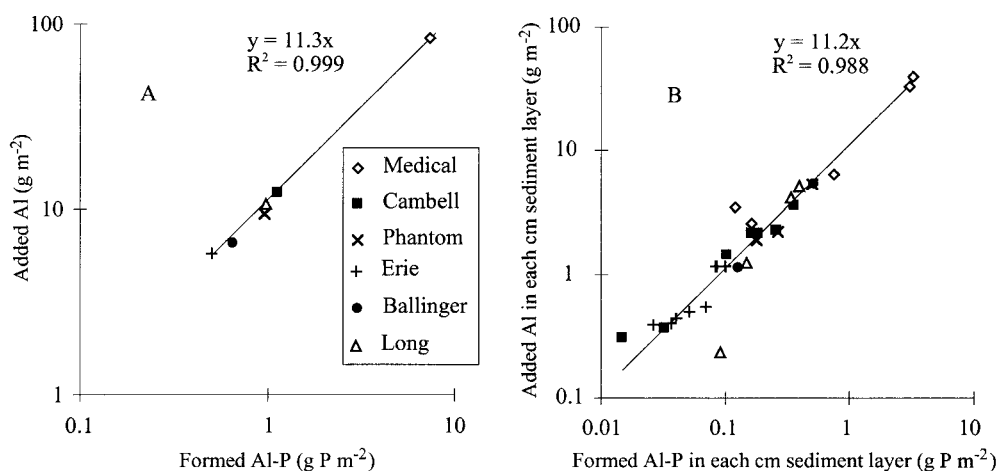 100
10
1
0.1
1
10
Added Al (g m⁻²)
Formed Al-P (g P m⁻²)
y = 11.3x
R² = 0.999
A
Medical
Cambell
Phantom
Erie
Ballinger
Long
100
10
1
0.1
0.01
0.1
1
10
Added Al in each cm sediment layer (g m⁻²)
Formed Al-P in each cm sediment layer (g P m⁻²)
y = 11.2x
R² = 0.988
B